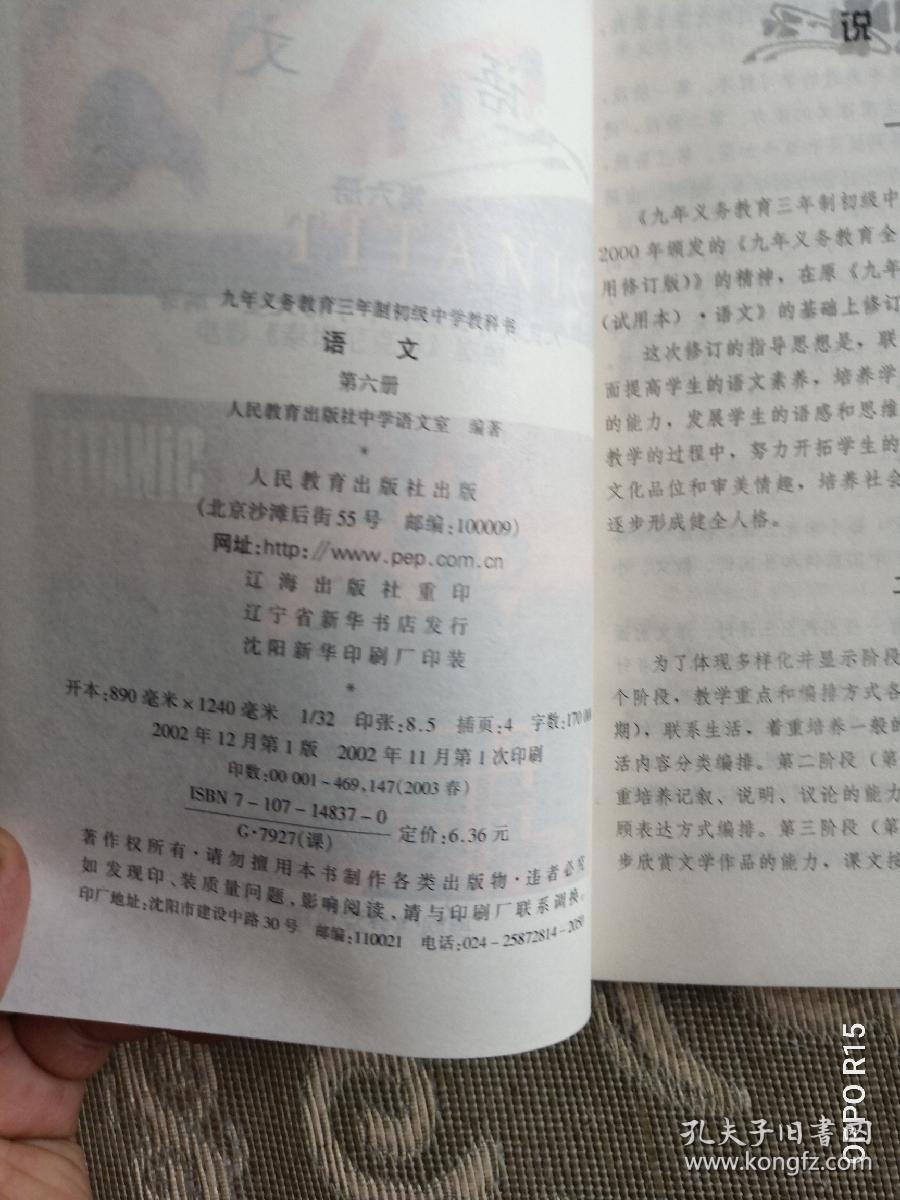 九年义务教育三年制初级中学教科书
语 文
第六册
人民教育出版社中学语文室 编著
*
人民教育出版社出版
(北京沙滩后街55号 邮编:100009)
网址:http://www.pep.com.cn
辽海出版社重印
辽宁省新华书店发行
沈阳新华印刷厂印装
*
开本:890毫米×1240毫米 1/32 印张:8.5 插页:4 字数:170
2002年12月第1版 2002年11月第1次印刷
印数:00 001-469,147(2003春)
ISBN 7-107-14837-0
G·7927(课) 定价:6.36元
著作权所有·请勿擅用本书制作各类出版物·违者必究
如发现印、装质量问题,影响阅读,请与印刷厂联系调换。
印厂地址:沈阳市建设中路30号 邮编:110021 电话:024-25872814-2050
说
一
《九年义务教育三年制初级中
2000年颁发的《九年义务教育全
用修订版)》的精神,在原《九年
(试用本)·语文》的基础上修订
这次修订的指导思想是,联
面提高学生的语文素养,培养学
的能力,发展学生的语感和思维
教学的过程中,努力开拓学生的
文化品位和审美情趣,培养社会
逐步形成健全人格。
为了体现多样化并显示阶段
个阶段,教学重点和编排方式各
期),联系生活,着重培养一般的
活内容分类编排。第二阶段(第
重培养记叙、说明、议论的能力
顾表达方式编排。第三阶段(第
步欣赏文学作品的能力,课文按
OPPO R15
孔夫子旧书网
www.kongfz.com